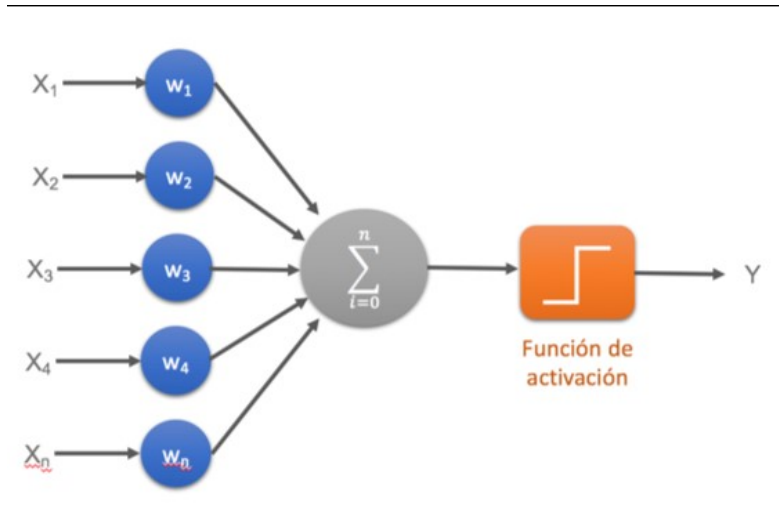 X₁
w₁
X₂
w₂
n
∑
i=0
X₃
w₃
Y
X₄
w₄
Función de
activación
Xₙ
wₙ